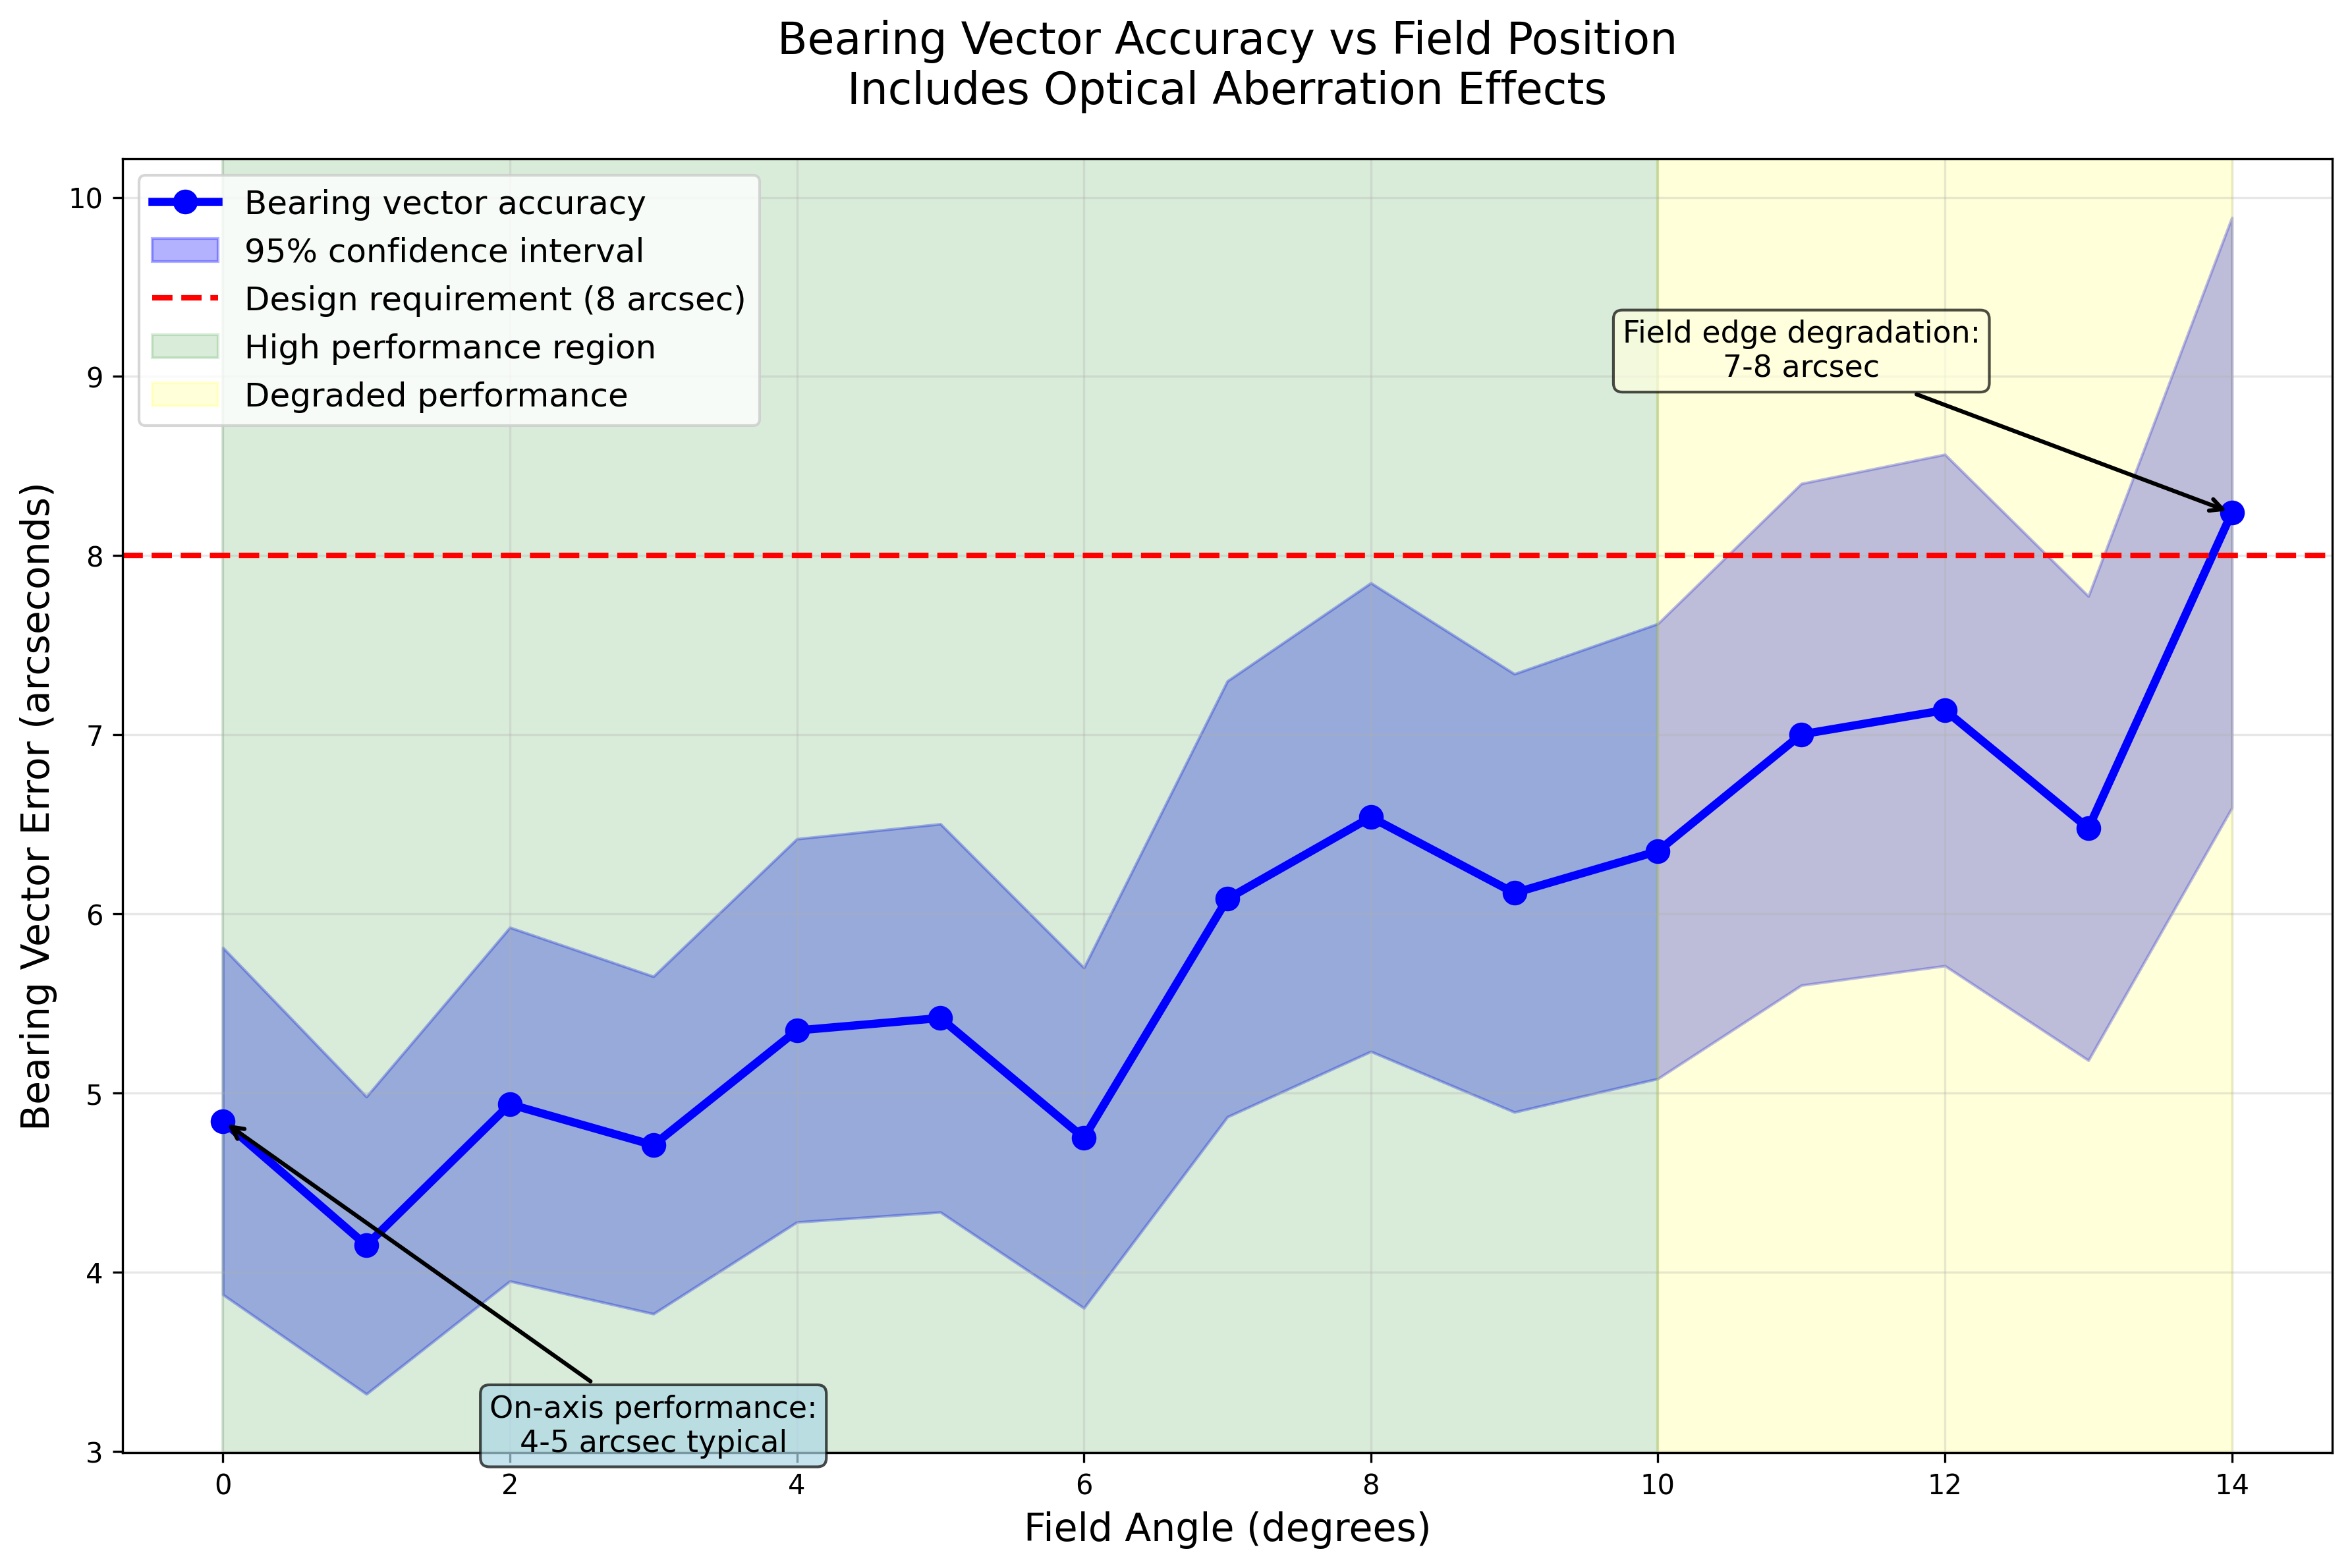 Bearing Vector Accuracy vs Field Position
Includes Optical Aberration Effects
Bearing vector accuracy
95% confidence interval
Design requirement (8 arcsec)
High performance region
Degraded performance
Field edge degradation:
7-8 arcsec
On-axis performance:
4-5 arcsec typical
Bearing Vector Error (arcseconds)
10
9
8
7
6
5
4
3
0 2 4 6 8 10 12 14
Field Angle (degrees)